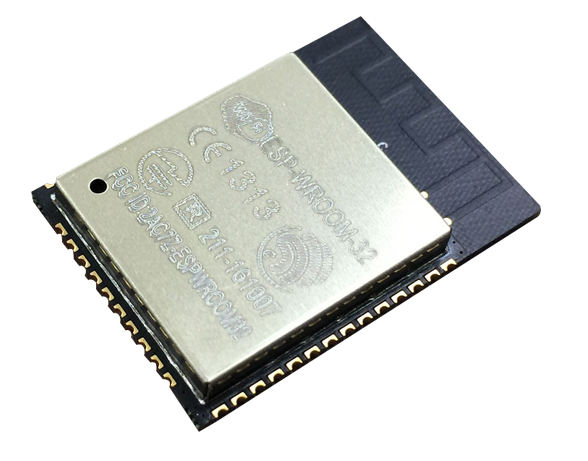 ESP-WROOM-32
CE 1313
R 211-161007
FCC ID:2AC7Z-ESPWROOM32